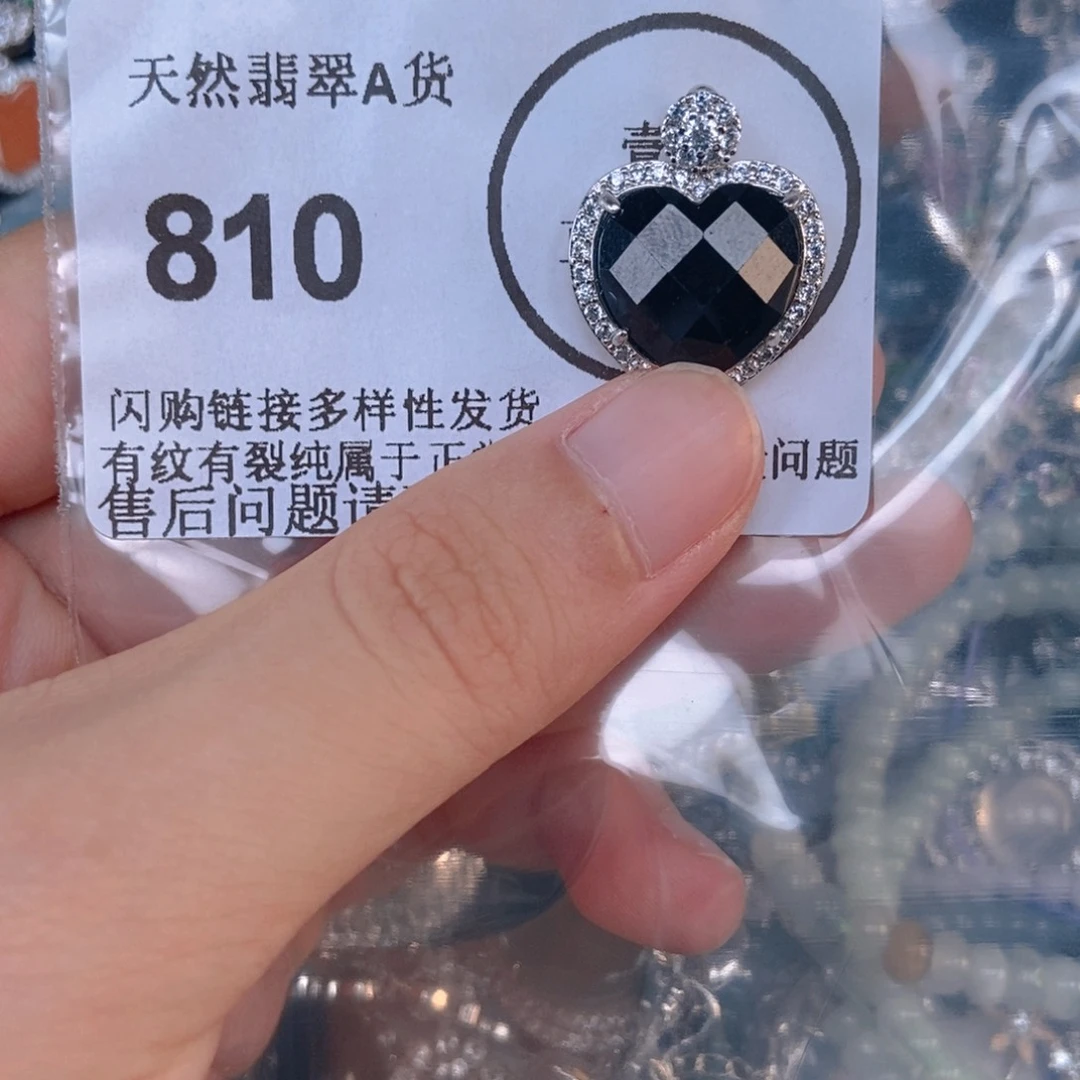 天然翡翠A货
壹
810
闪购链接多样性发货
有纹有裂纯属于正 问题
售后问题请